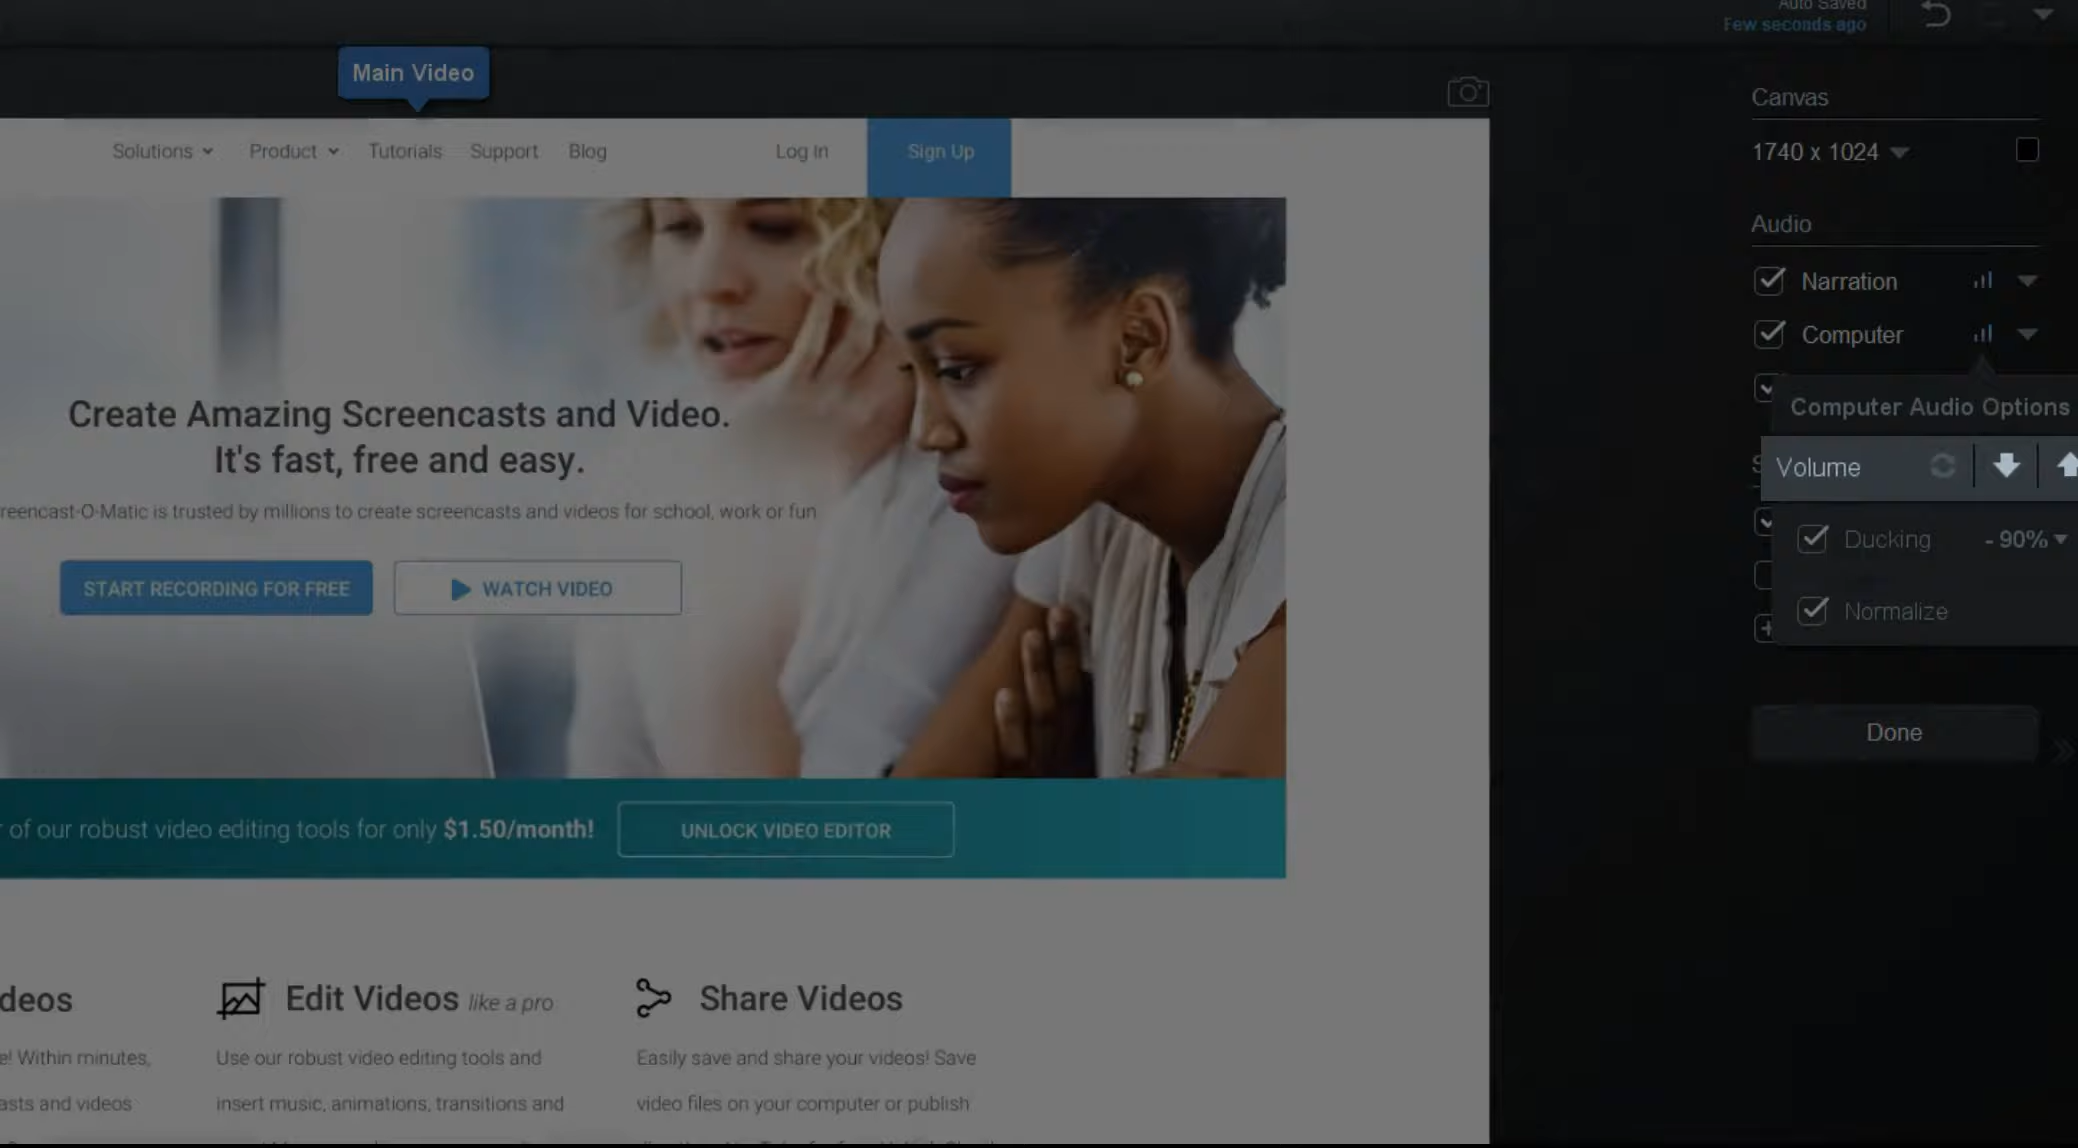 Auto Saved
Few seconds ago
Main Video
Canvas
1740 x 1024
Solutions Product Tutorials Support Blog Log In Sign Up
Audio
Narration
Computer
Computer Audio Options
Volume
Ducking - 90%
Normalize
Done
Create Amazing Screencasts and Video.
It's fast, free and easy.
reencast-O-Matic is trusted by millions to create screencasts and videos for school, work or fun
START RECORDING FOR FREE WATCH VIDEO
of our robust video editing tools for only $1.50/month! UNLOCK VIDEO EDITOR
deos
e! Within minutes,
asts and videos
Edit Videos like a pro
Use our robust video editing tools and
insert music, animations, transitions and
Share Videos
Easily save and share your videos! Save
video files on your computer or publish